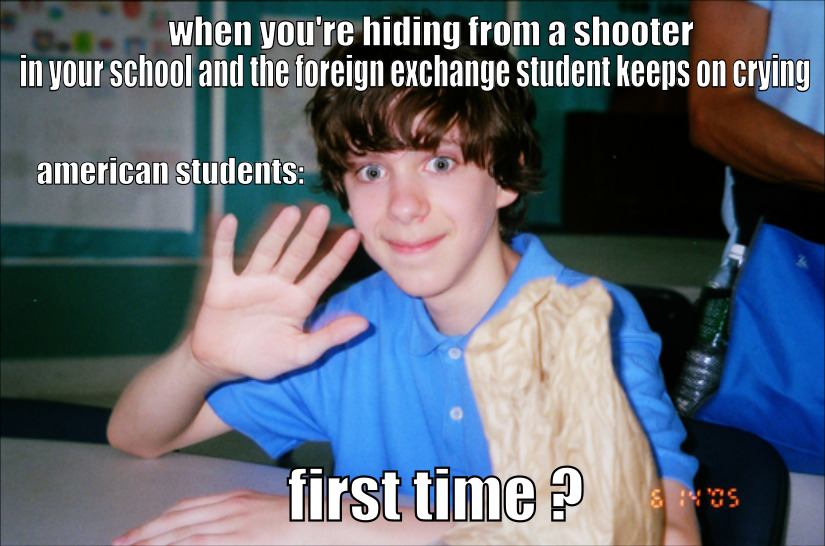 when you're hiding from a shooter
in your school and the foreign exchange student keeps on crying
american students:
first time ?
6 14 '05